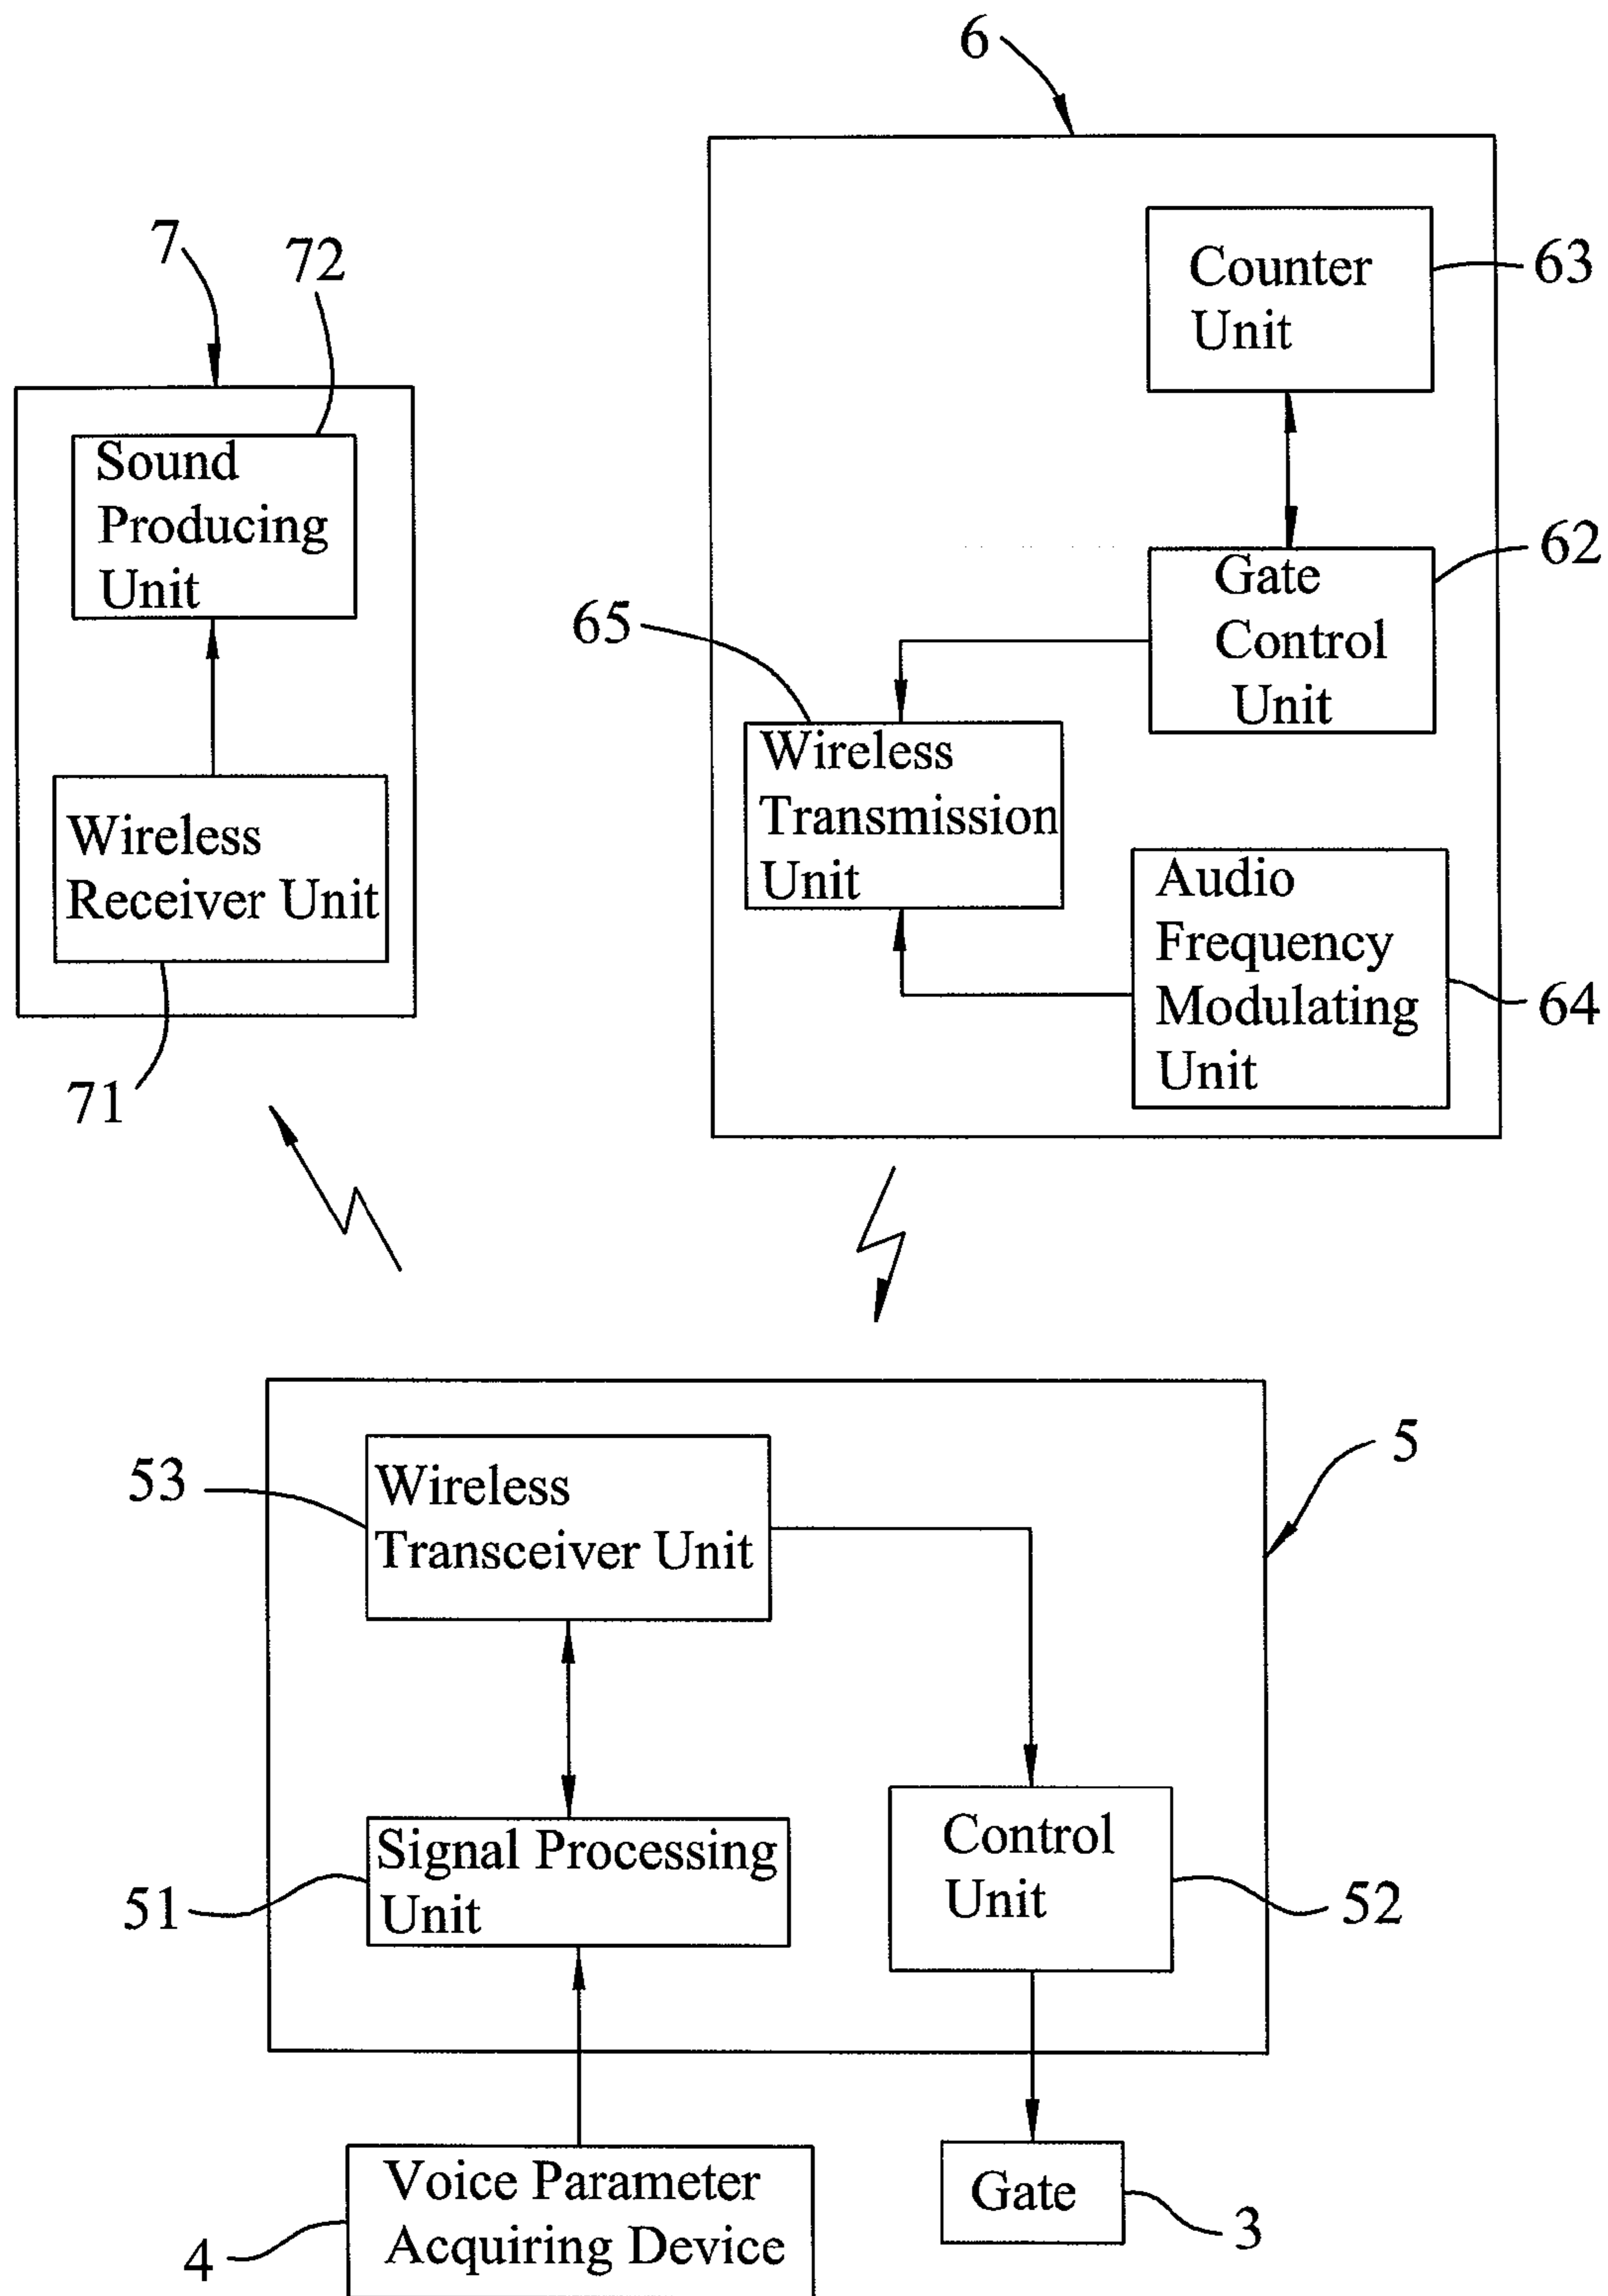 6
7
72
Sound
Producing
Unit
Wireless
Receiver Unit
71
Counter
Unit
63
Gate
Control
Unit
62
65
Wireless
Transmission
Unit
Audio
Frequency
Modulating
Unit
64
5
53
Wireless
Transceiver Unit
51
Signal Processing
Unit
Control
Unit
52
4
Voice Parameter
Acquiring Device
Gate
3